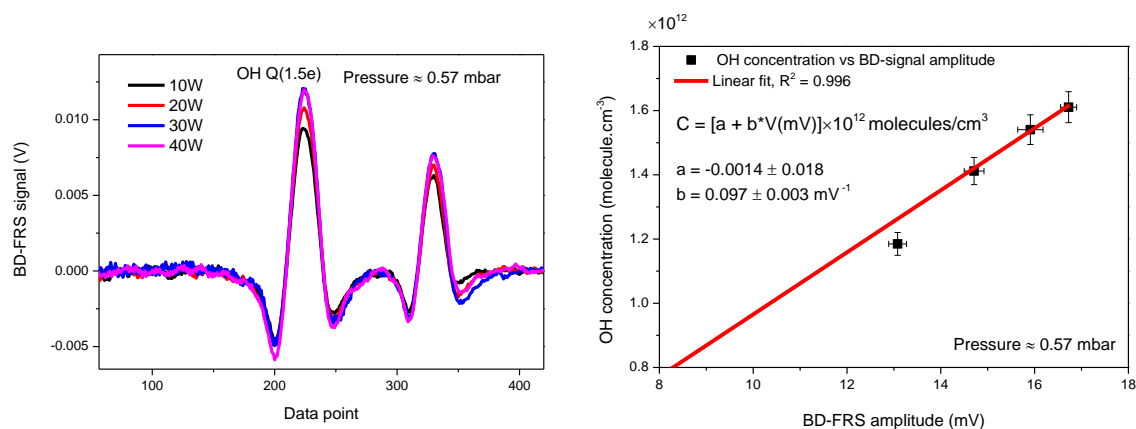 OH Q(1.5e)
Pressure ≈ 0.57 mbar
10W
20W
30W
40W
0.010
0.005
0.000
-0.005
BD-FRS signal (V)
100
200
300
400
Data point
×10¹²
OH concentration vs BD-signal amplitude
Linear fit, R² = 0.996
C = [a + b*V(mV)]×10¹² molecules/cm³
a = -0.0014 ± 0.018
b = 0.097 ± 0.003 mV⁻¹
1.8
1.6
1.4
1.2
1.0
0.8
OH concentration (molecule.cm⁻³)
Pressure ≈ 0.57 mbar
8
10
12
14
16
18
BD-FRS amplitude (mV)